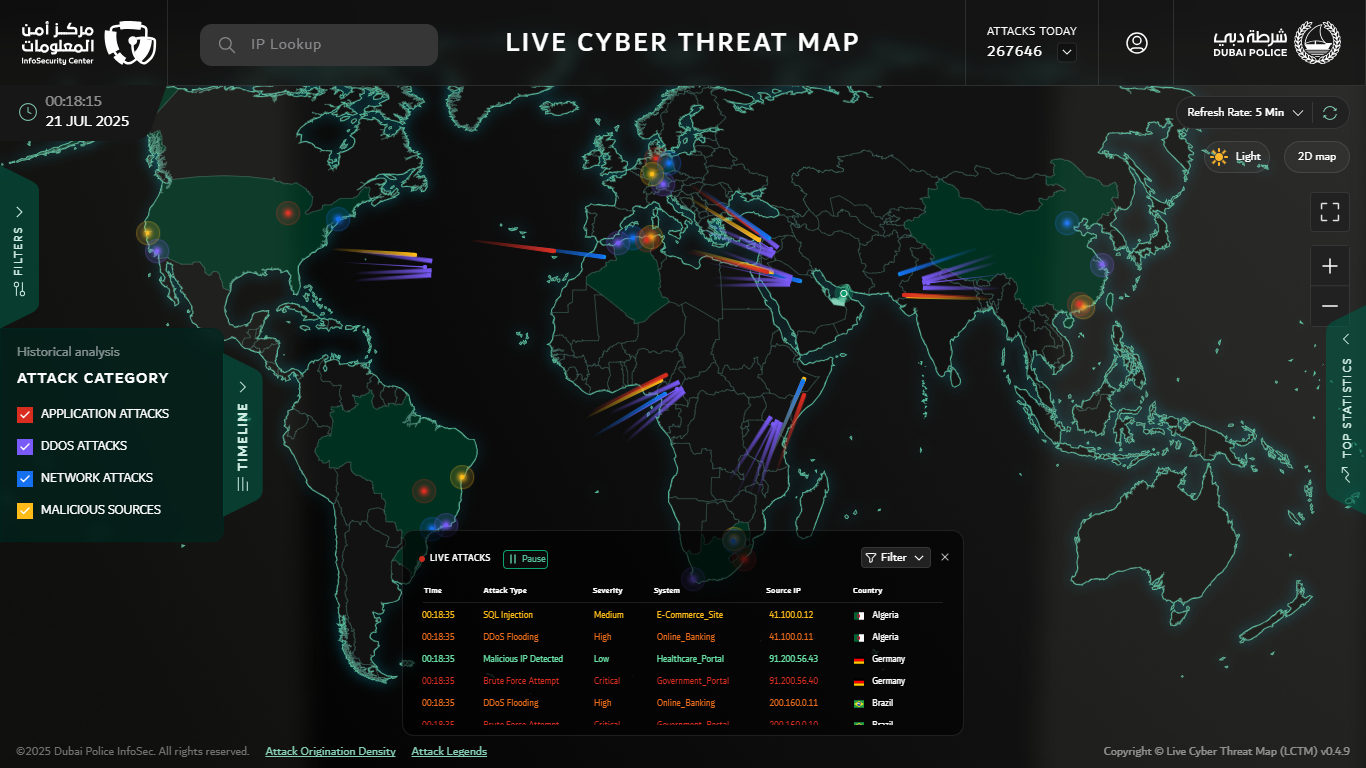 مركز أمن
المعلومات
InfoSecurity Center
IP Lookup
LIVE CYBER THREAT MAP
ATTACKS TODAY
267646
شرطة دبي
DUBAI POLICE
00:18:15
21 JUL 2025
Refresh Rate: 5 Min
Light
2D map
FILTERS
Historical analysis
ATTACK CATEGORY
APPLICATION ATTACKS
DDOS ATTACKS
NETWORK ATTACKS
MALICIOUS SOURCES
TIMELINE
TOP STATISTICS
LIVE ATTACKS Pause Filter
Time Attack Type Severity System Source IP Country
00:18:35 SQL Injection Medium E-Commerce_Site 41.100.0.12 Algeria
00:18:35 DDoS Flooding High Online_Banking 41.100.0.11 Algeria
00:18:35 Malicious IP Detected Low Healthcare_Portal 91.200.56.43 Germany
00:18:35 Brute Force Attempt Critical Government_Portal 91.200.56.40 Germany
00:18:35 DDoS Flooding High Online_Banking 200.160.0.11 Brazil
00:18:35 Brute Force Attempt Critical Government_Portal 200.160.0.10 Brazil
©2025 Dubai Police InfoSec. All rights reserved. Attack Origination Density Attack Legends
Copyright © Live Cyber Threat Map (LCTM) v0.4.9